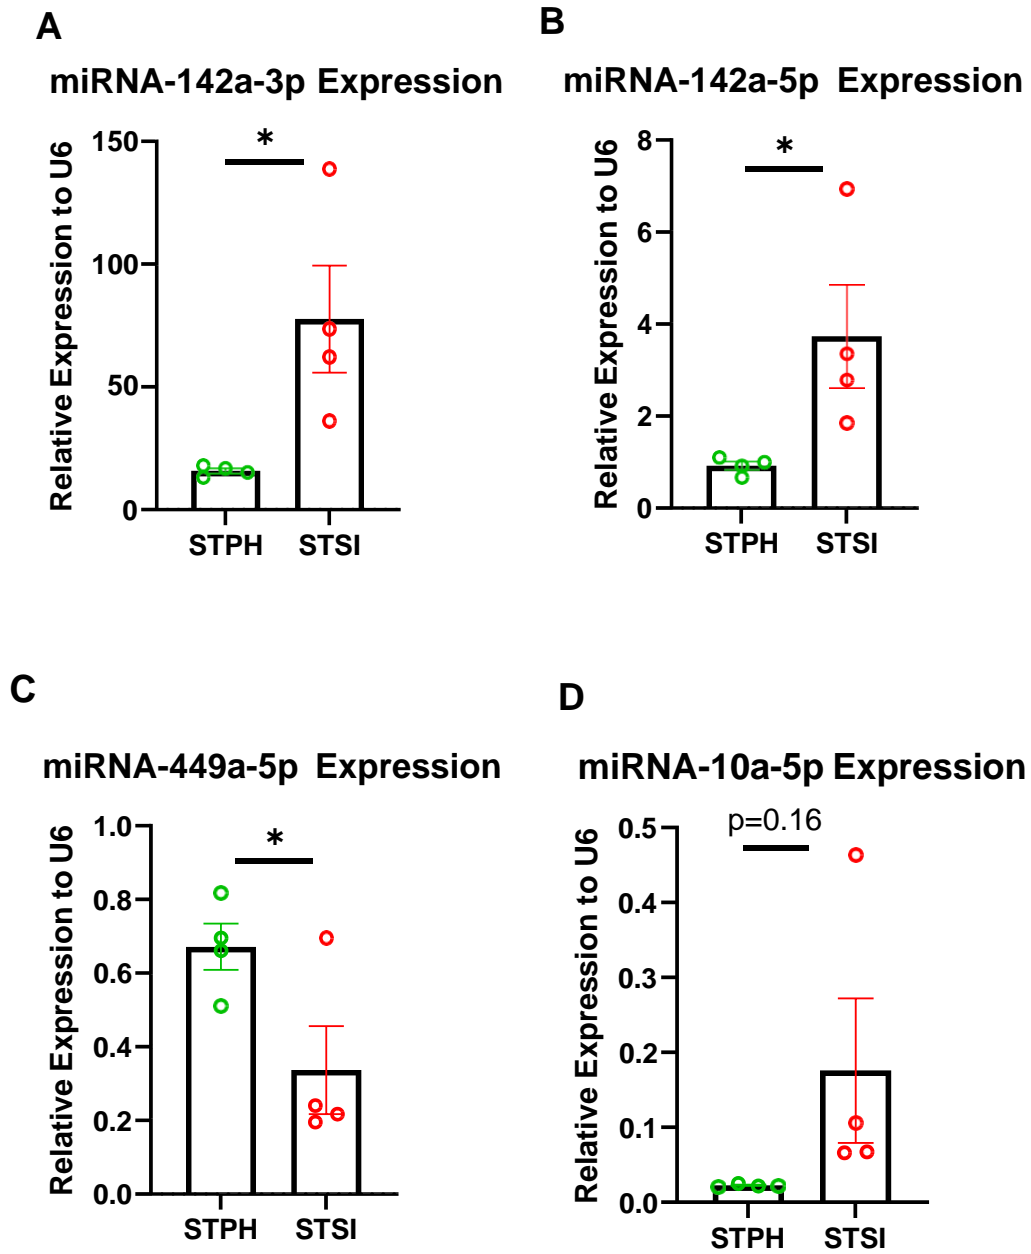 A
miRNA-142a-3p Expression
Relative Expression to U6
150
100
50
0
*
STPH STSI
B
miRNA-142a-5p Expression
Relative Expression to U6
8
6
4
2
0
*
STPH STSI
C
miRNA-449a-5p Expression
Relative Expression to U6
1.0
0.8
0.6
0.4
0.2
0.0
*
STPH STSI
D
miRNA-10a-5p Expression
Relative Expression to U6
0.5
0.4
0.3
0.2
0.1
0.0
p=0.16
STPH STSI